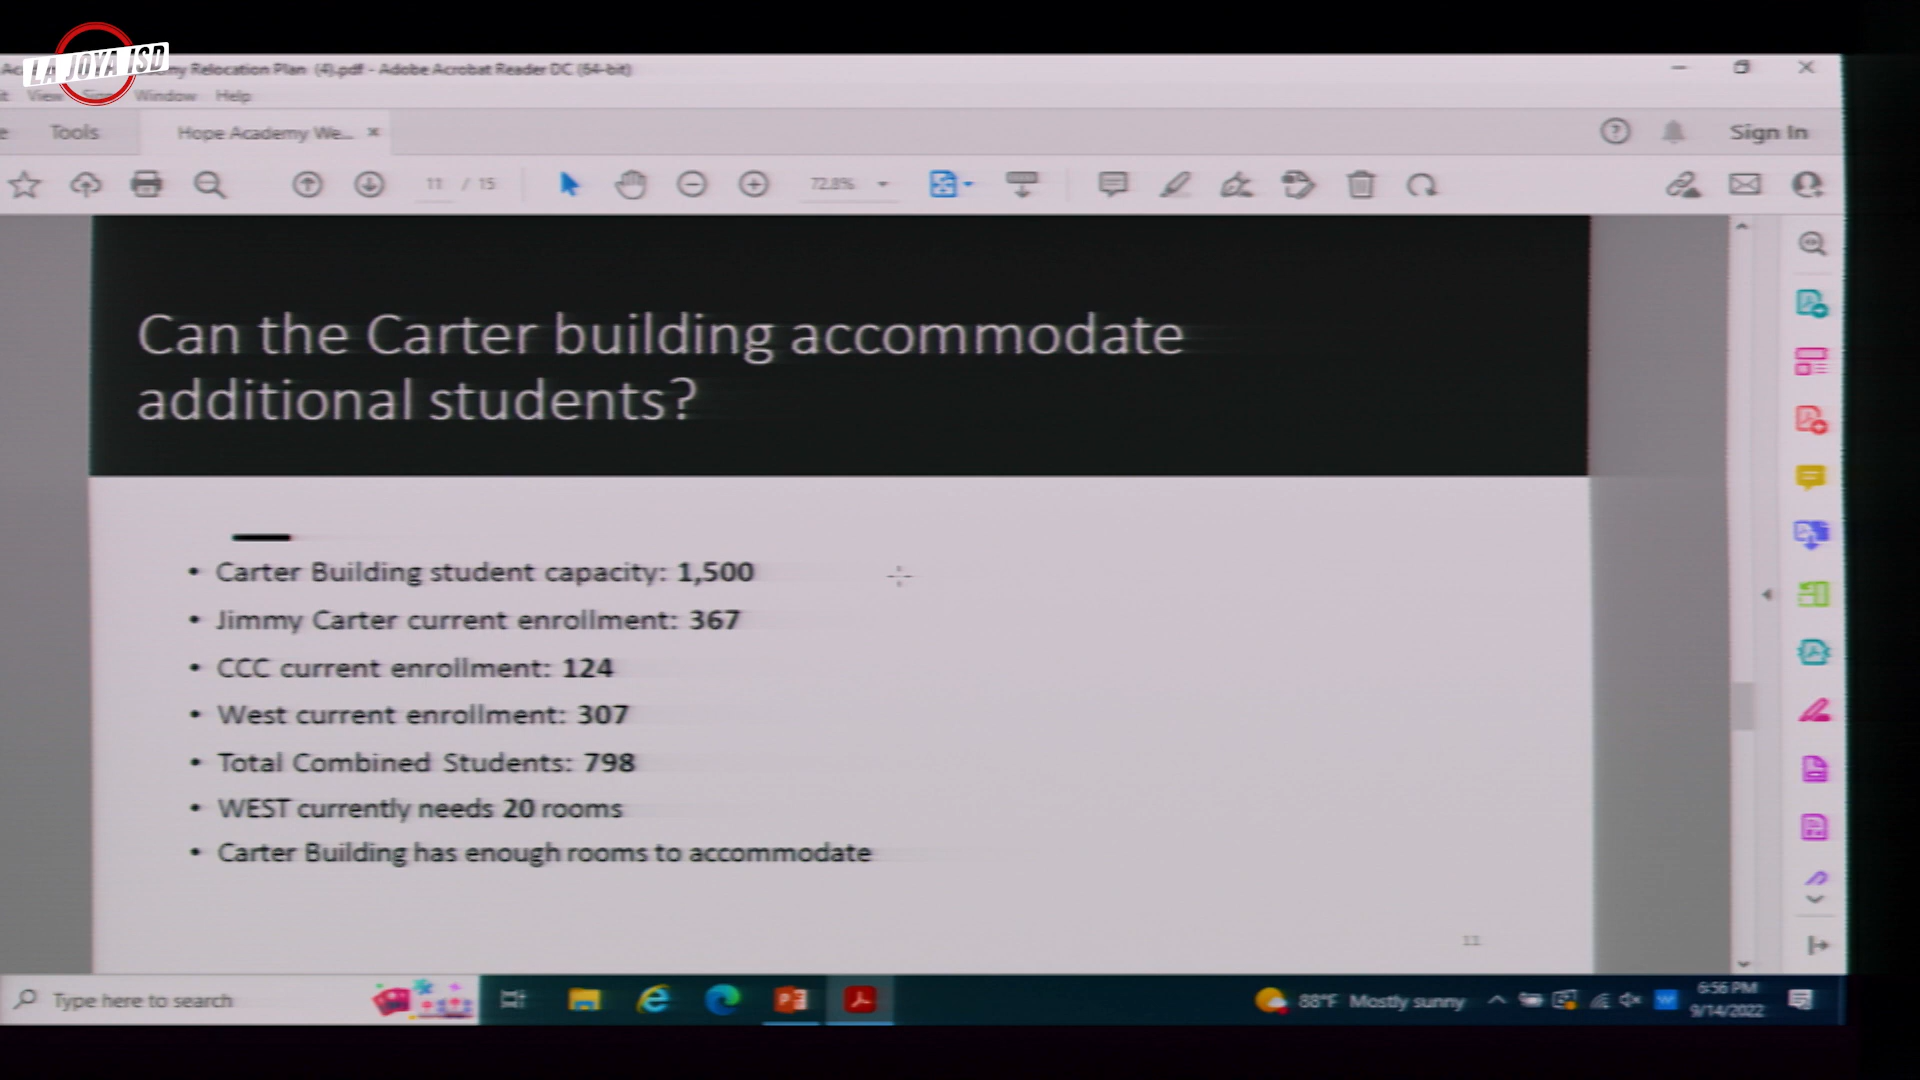 LA JOYA ISD
my Relocation Plan (4).pdf - Adobe Acrobat Reader DC (64-bit)
View Sign Window Help
Tools
Hope Academy We...
Sign In
11 / 15
72.8%
Can the Carter building accommodate
additional students?
• Carter Building student capacity: 1,500
• Jimmy Carter current enrollment: 367
• CCC current enrollment: 124
• West current enrollment: 307
• Total Combined Students: 798
• WEST currently needs 20 rooms
• Carter Building has enough rooms to accommodate
11
Type here to search
88°F Mostly sunny
6:56 PM
9/14/2022